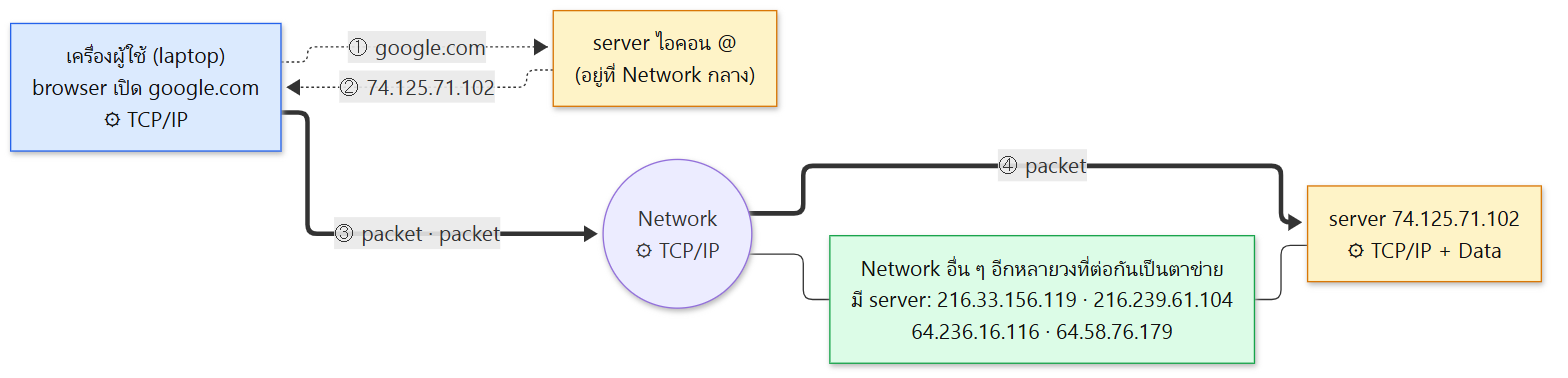 เครื่องผู้ใช้ (laptop)
browser เปิด google.com
⚙ TCP/IP
① google.com
② 74.125.71.102
server ไอคอน @
(อยู่ที่ Network กลาง)
③ packet · packet
Network
⚙ TCP/IP
④ packet
Network อื่น ๆ อีกหลายวงที่ต่อกันเป็นตาข่าย
มี server: 216.33.156.119 · 216.239.61.104
64.236.16.116 · 64.58.76.179
server 74.125.71.102
⚙ TCP/IP + Data